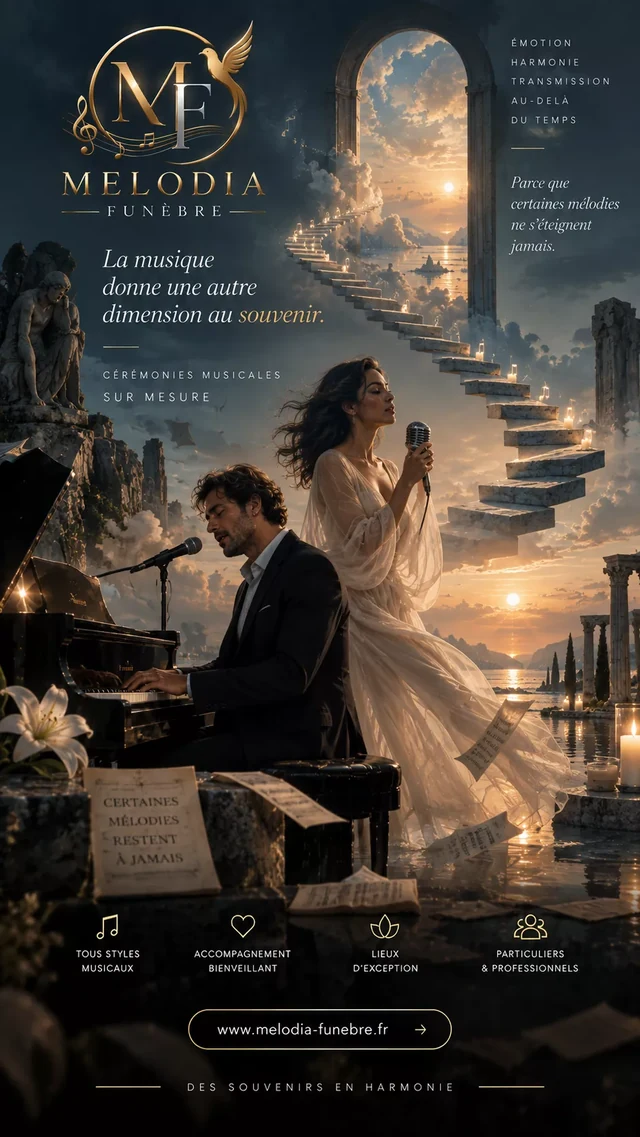 MF
MELODIA
FUNÈBRE
ÉMOTION
HARMONIE
TRANSMISSION
AU-DELÀ
DU TEMPS
Parce que
certaines mélodies
ne s'éteignent
jamais.
La musique
donne une autre
dimension au souvenir.
CÉRÉMONIES MUSICALES
SUR MESURE
CERTAINES
MÉLODIES
RESTENT
À JAMAIS
TOUS STYLES
MUSICAUX
ACCOMPAGNEMENT
BIENVEILLANT
LIEUX
D'EXCEPTION
PARTICULIERS
& PROFESSIONNELS
www.melodia-funebre.fr →
DES SOUVENIRS EN HARMONIE